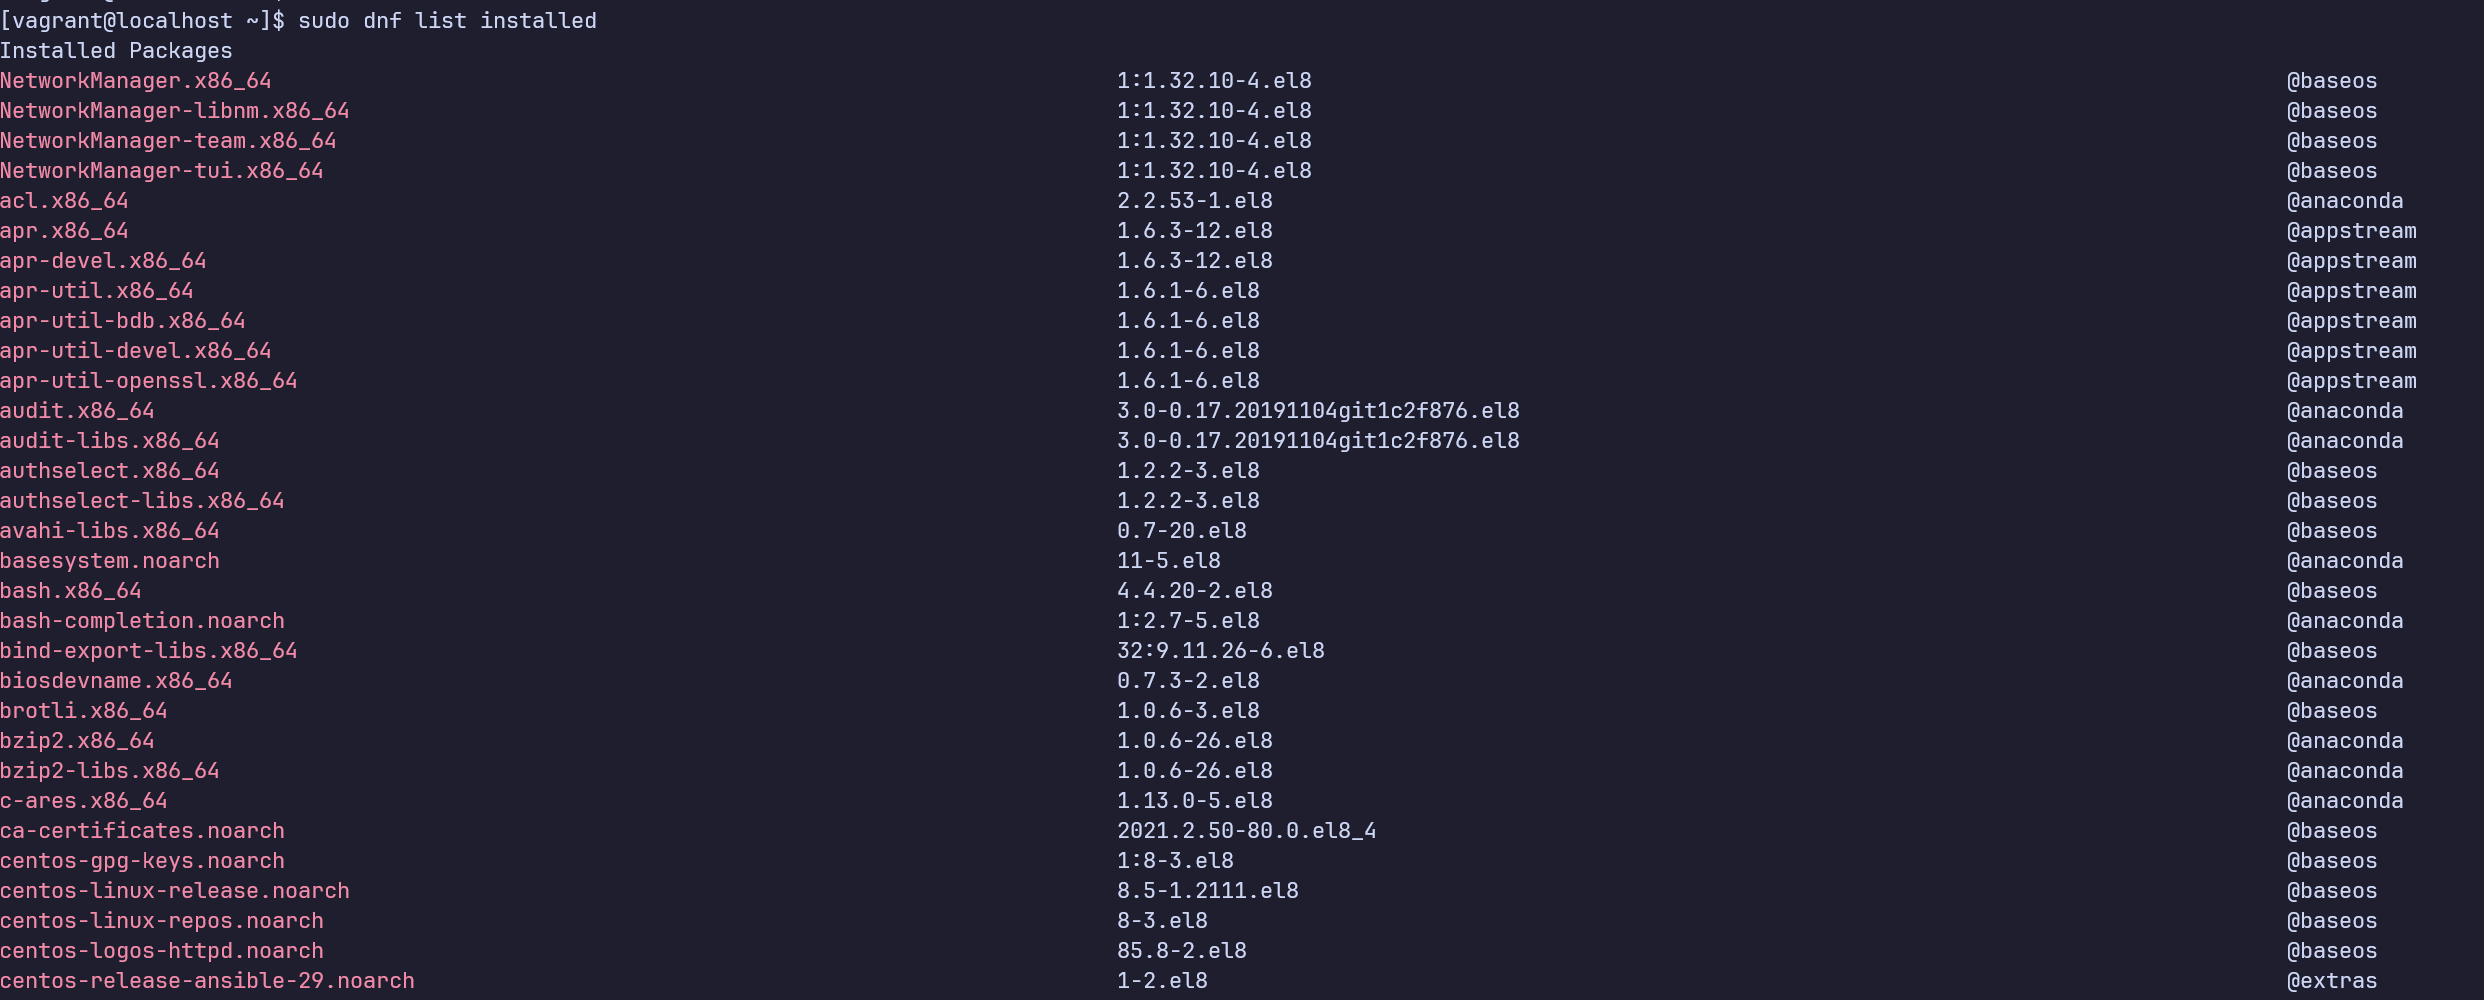 [vagrant@localhost ~]$ sudo dnf list installed
Installed Packages
NetworkManager.x86_64 1:1.32.10-4.el8 @baseos
NetworkManager-libnm.x86_64 1:1.32.10-4.el8 @baseos
NetworkManager-team.x86_64 1:1.32.10-4.el8 @baseos
NetworkManager-tui.x86_64 1:1.32.10-4.el8 @baseos
acl.x86_64 2.2.53-1.el8 @anaconda
apr.x86_64 1.6.3-12.el8 @appstream
apr-devel.x86_64 1.6.3-12.el8 @appstream
apr-util.x86_64 1.6.1-6.el8 @appstream
apr-util-bdb.x86_64 1.6.1-6.el8 @appstream
apr-util-devel.x86_64 1.6.1-6.el8 @appstream
apr-util-openssl.x86_64 1.6.1-6.el8 @appstream
audit.x86_64 3.0-0.17.20191104git1c2f876.el8 @anaconda
audit-libs.x86_64 3.0-0.17.20191104git1c2f876.el8 @anaconda
authselect.x86_64 1.2.2-3.el8 @baseos
authselect-libs.x86_64 1.2.2-3.el8 @baseos
avahi-libs.x86_64 0.7-20.el8 @baseos
basesystem.noarch 11-5.el8 @anaconda
bash.x86_64 4.4.20-2.el8 @baseos
bash-completion.noarch 1:2.7-5.el8 @anaconda
bind-export-libs.x86_64 32:9.11.26-6.el8 @baseos
biosdevname.x86_64 0.7.3-2.el8 @anaconda
brotli.x86_64 1.0.6-3.el8 @baseos
bzip2.x86_64 1.0.6-26.el8 @anaconda
bzip2-libs.x86_64 1.0.6-26.el8 @anaconda
c-ares.x86_64 1.13.0-5.el8 @anaconda
ca-certificates.noarch 2021.2.50-80.0.el8_4 @baseos
centos-gpg-keys.noarch 1:8-3.el8 @baseos
centos-linux-release.noarch 8.5-1.2111.el8 @baseos
centos-linux-repos.noarch 8-3.el8 @baseos
centos-logos-httpd.noarch 85.8-2.el8 @baseos
centos-release-ansible-29.noarch 1-2.el8 @extras